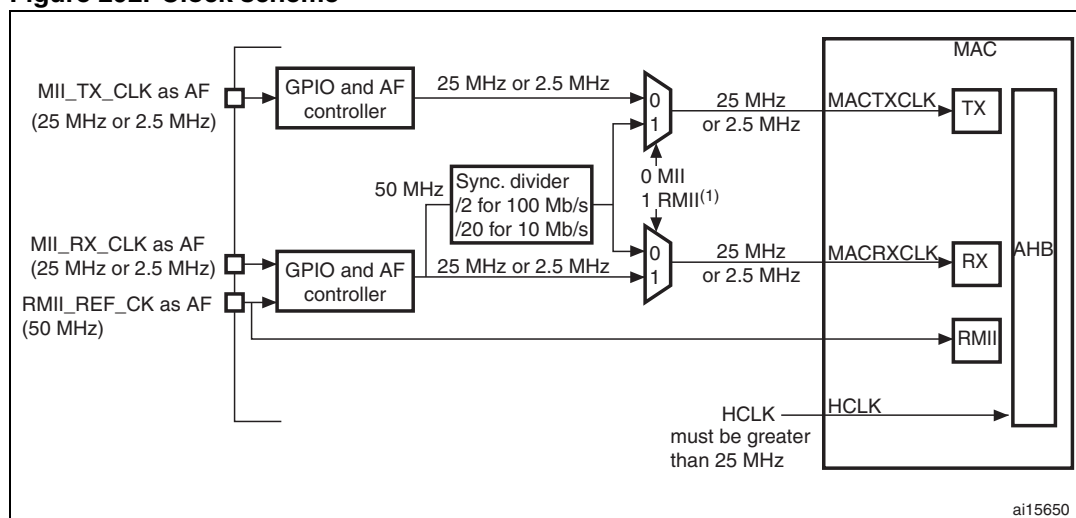 Figure 292. Clock scheme
MAC
MII_TX_CLK as AF
(25 MHz or 2.5 MHz)
GPIO and AF
controller
25 MHz or 2.5 MHz
0
1
25 MHz
or 2.5 MHz
MACTXCLK
TX
50 MHz
Sync. divider
/2 for 100 Mb/s
/20 for 10 Mb/s
0 MII
1 RMII(1)
MII_RX_CLK as AF
(25 MHz or 2.5 MHz)
RMII_REF_CK as AF
(50 MHz)
GPIO and AF
controller
25 MHz or 2.5 MHz
0
1
25 MHz
or 2.5 MHz
MACRXCLK
RX
AHB
RMII
HCLK
must be greater
than 25 MHz
HCLK
ai15650